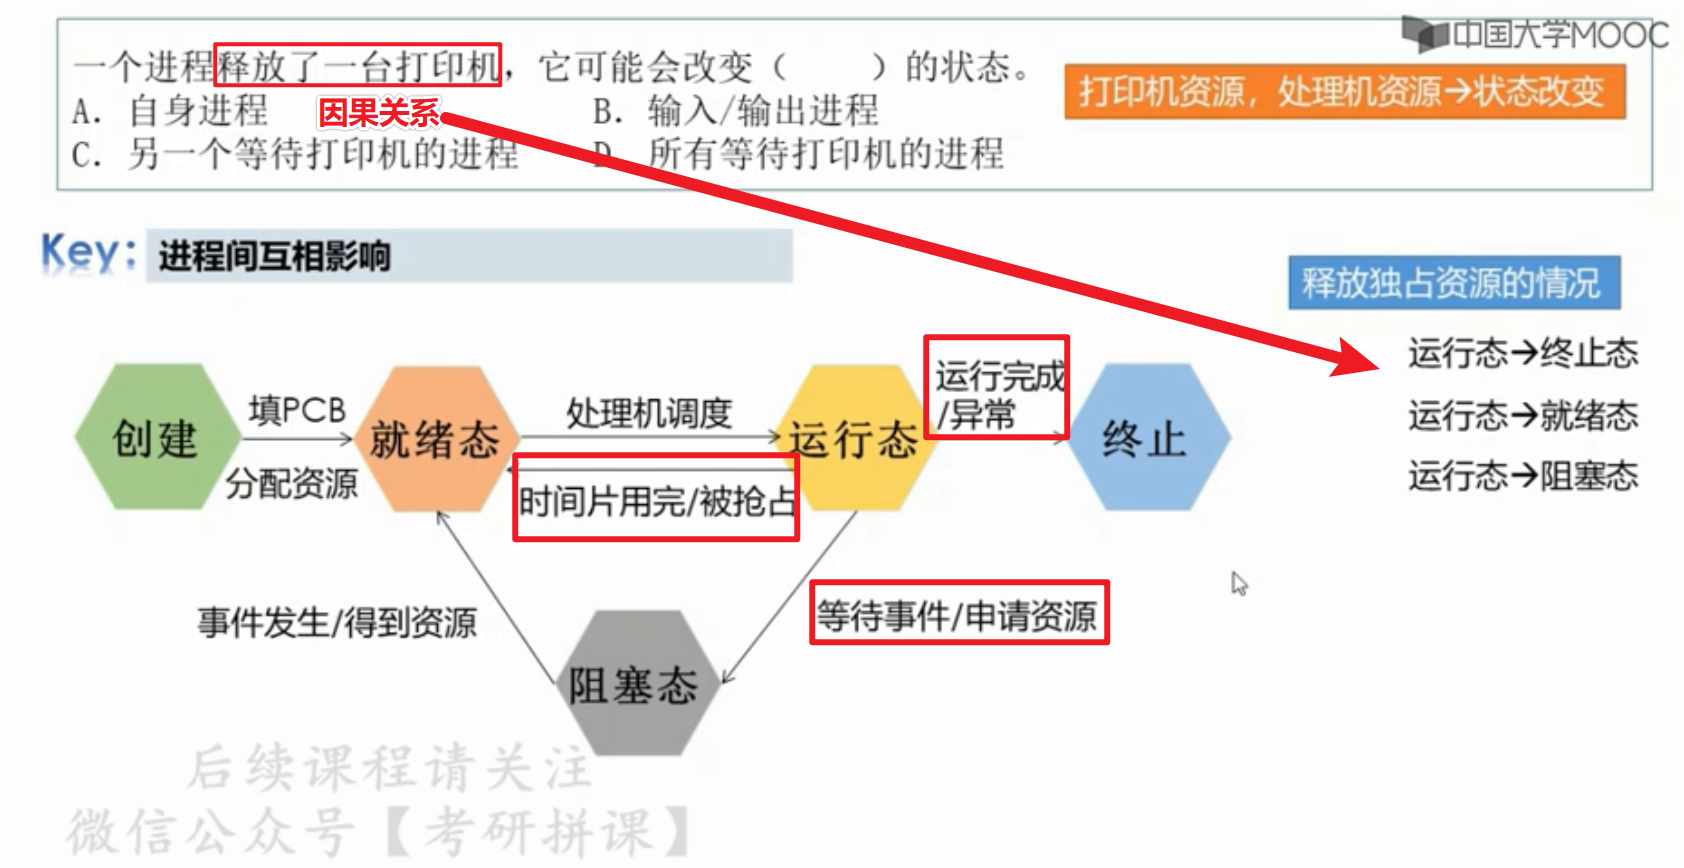 中国大学MOOC
一个进程释放了一台打印机，它可能会改变（　　）的状态。
打印机资源，处理机资源→状态改变
A. 自身进程
因果关系
B. 输入/输出进程
C. 另一个等待打印机的进程
D 所有等待打印机的进程
Key: 进程间互相影响
释放独占资源的情况
运行态→终止态
运行态→就绪态
运行态→阻塞态
创建
填PCB
分配资源
就绪态
处理机调度
时间片用完/被抢占
运行态
运行完成
/异常
终止
事件发生/得到资源
等待事件/申请资源
阻塞态
后续课程请关注
微信公众号【考研拼课】